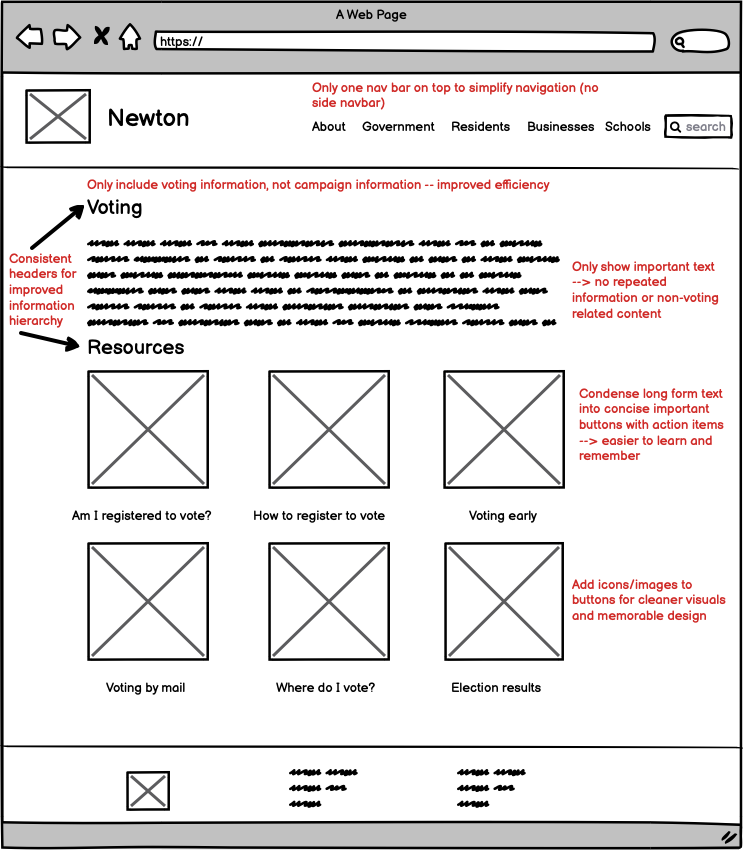 A Web Page
https://
Only one nav bar on top to simplify navigation (no
side navbar)
Newton
About Government Residents Businesses Schools search
Only include voting information, not campaign information -- improved efficiency
Voting
Consistent
headers for
improved
information
hierarchy
Only show important text
--> no repeated
information or non-voting
related content
Resources
Condense long form text
into concise important
buttons with action items
--> easier to learn and
remember
Am I registered to vote? How to register to vote Voting early
Add icons/images to
buttons for cleaner visuals
and memorable design
Voting by mail Where do I vote? Election results